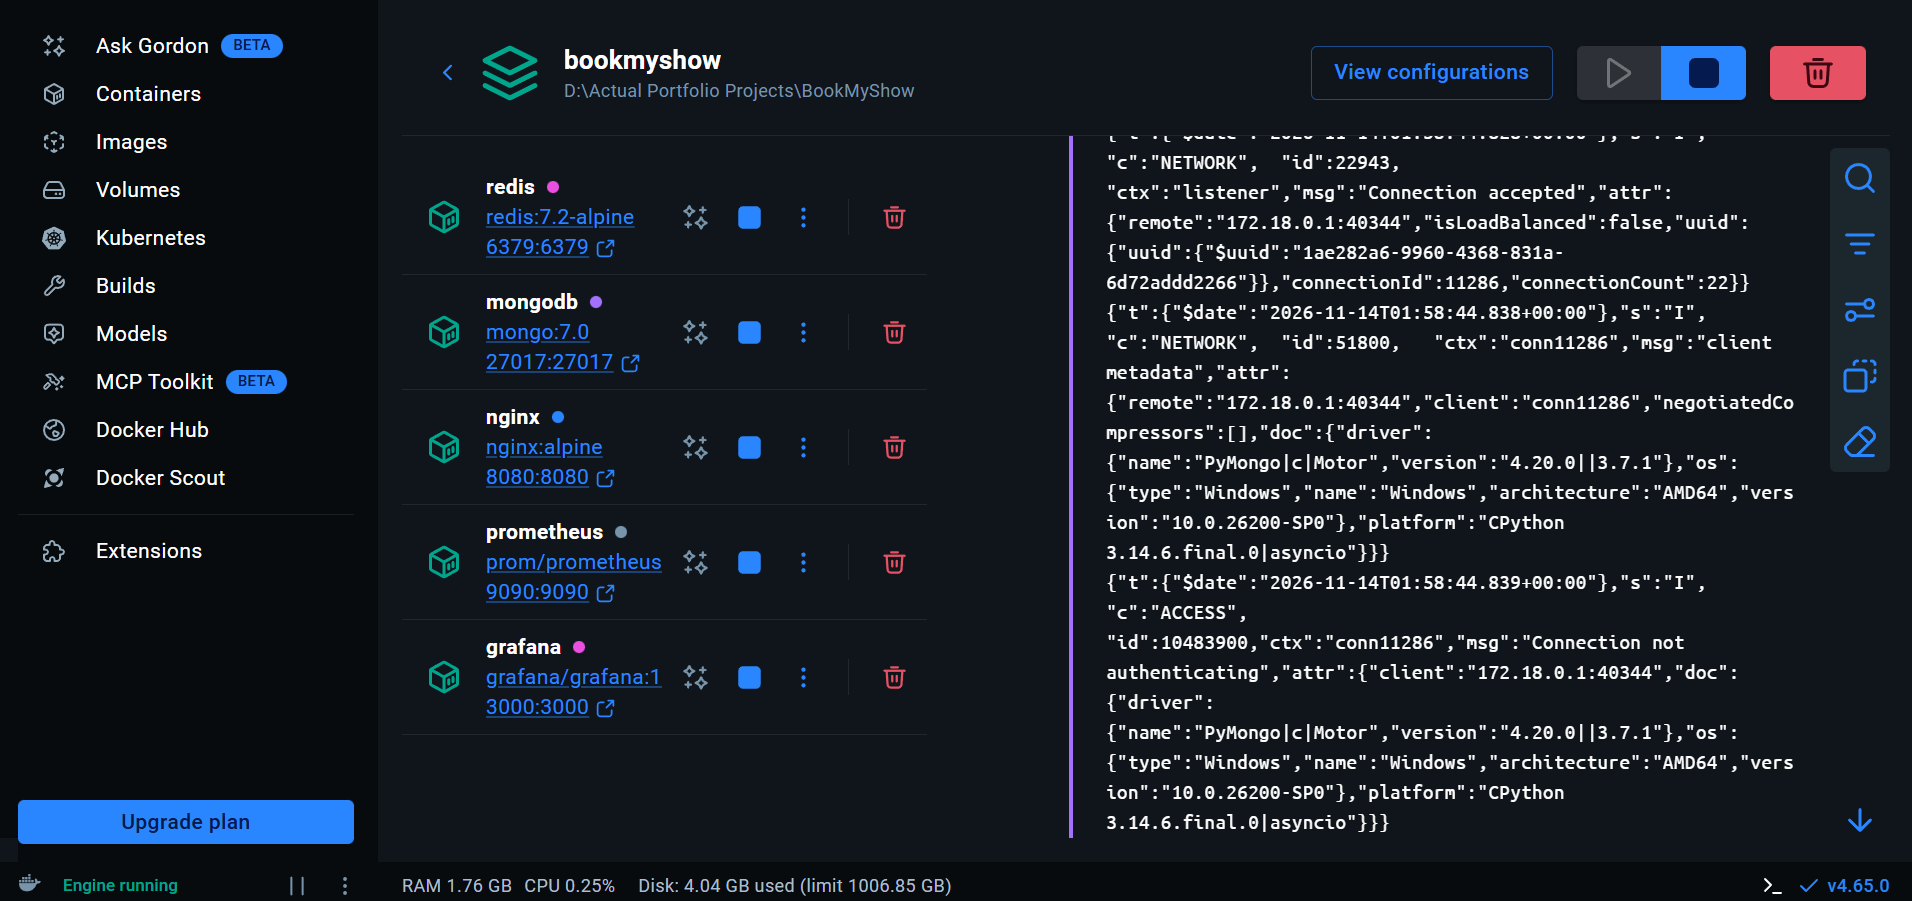 Ask Gordon BETA
Containers
Images
Volumes
Kubernetes
Builds
Models
MCP Toolkit BETA
Docker Hub
Docker Scout
Extensions
Upgrade plan
bookmyshow
D:\Actual Portfolio Projects\BookMyShow
View configurations
redis
redis:7.2-alpine
6379:6379
mongodb
mongo:7.0
27017:27017
nginx
nginx:alpine
8080:8080
prometheus
prom/prometheus
9090:9090
grafana
grafana/grafana:1
3000:3000
{"t":{"$date":"2026-11-14T01:58:44.828+00:00"},"s":"I",
"c":"NETWORK",  "id":22943,
"ctx":"listener","msg":"Connection accepted","attr":
{"remote":"172.18.0.1:40344","isLoadBalanced":false,"uuid":
{"uuid":{"$uuid":"1ae282a6-9960-4368-831a-
6d72addd2266"}},"connectionId":11286,"connectionCount":22}}
{"t":{"$date":"2026-11-14T01:58:44.838+00:00"},"s":"I",
"c":"NETWORK",  "id":51800,   "ctx":"conn11286","msg":"client
metadata","attr":
{"remote":"172.18.0.1:40344","client":"conn11286","negotiatedCo
mpressors":[],"doc":{"driver":
{"name":"PyMongo|c|Motor","version":"4.20.0||3.7.1"},"os":
{"type":"Windows","name":"Windows","architecture":"AMD64","vers
ion":"10.0.26200-SP0"},"platform":"CPython
3.14.6.final.0|asyncio"}}}
{"t":{"$date":"2026-11-14T01:58:44.839+00:00"},"s":"I",
"c":"ACCESS",
"id":10483900,"ctx":"conn11286","msg":"Connection not
authenticating","attr":{"client":"172.18.0.1:40344","doc":
{"driver":
{"name":"PyMongo|c|Motor","version":"4.20.0||3.7.1"},"os":
{"type":"Windows","name":"Windows","architecture":"AMD64","vers
ion":"10.0.26200-SP0"},"platform":"CPython
3.14.6.final.0|asyncio"}}}
Engine running
RAM 1.76 GB CPU 0.25% Disk: 4.04 GB used (limit 1006.85 GB)
v4.65.0